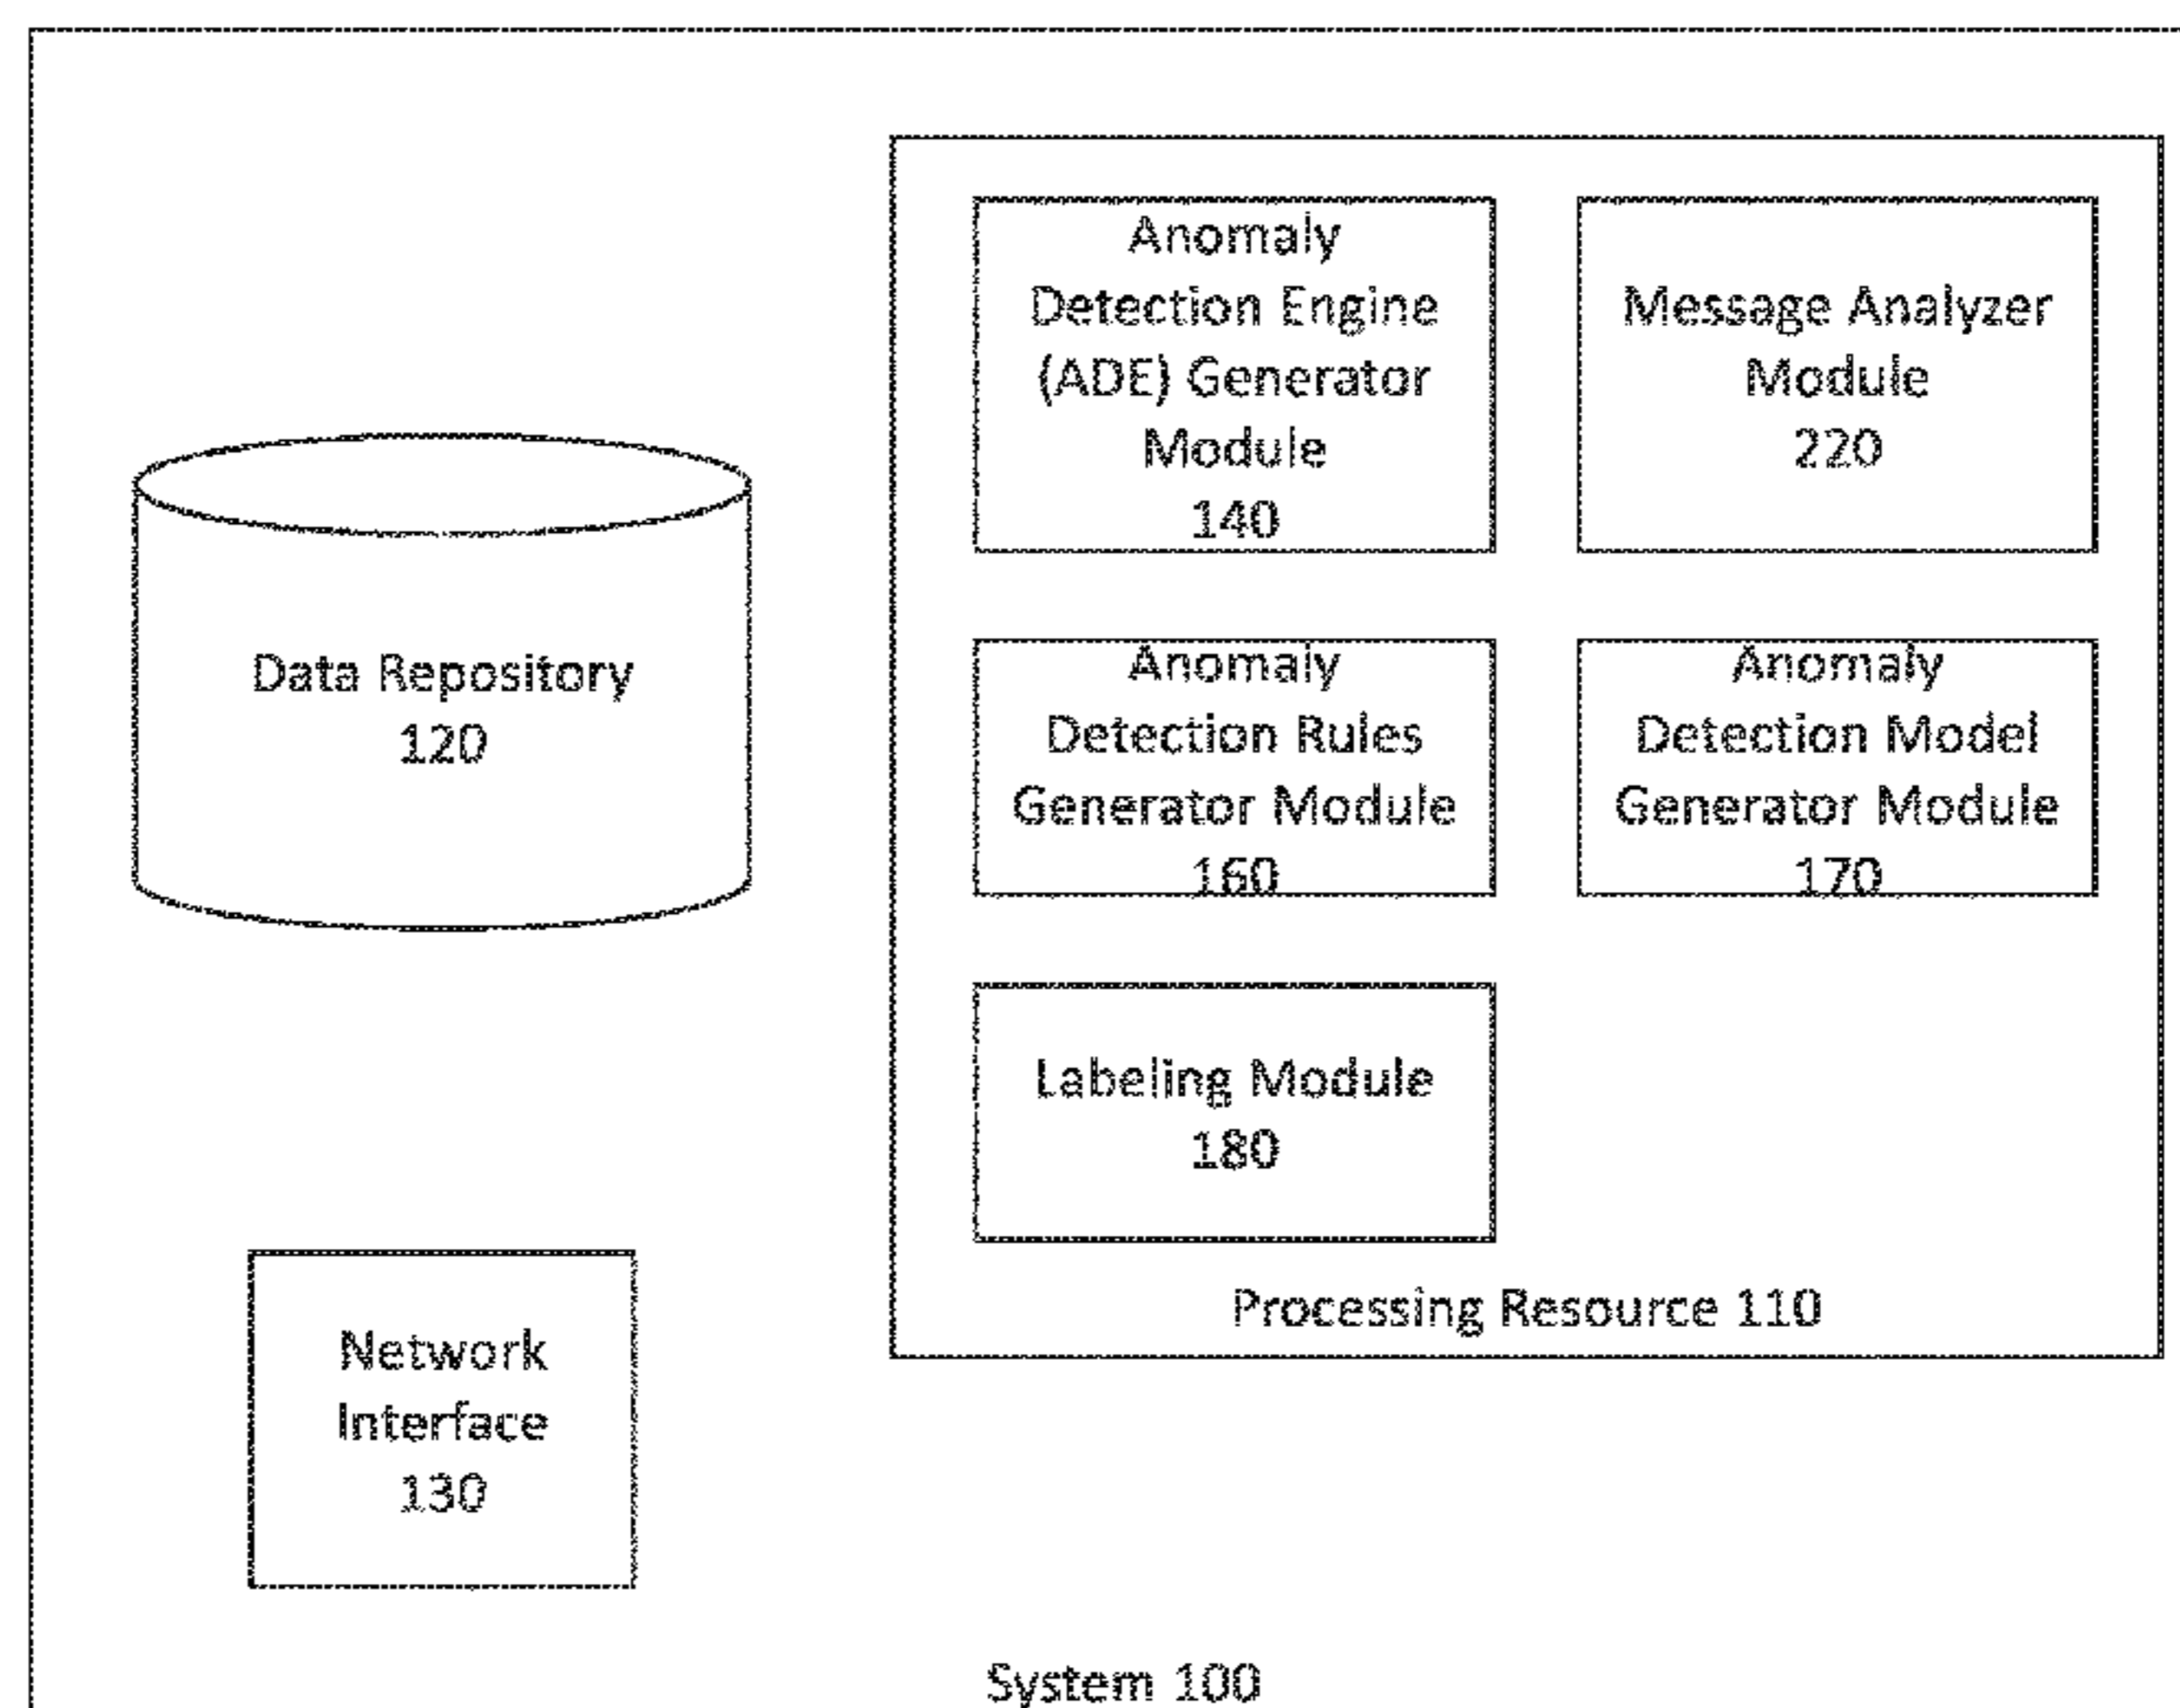 Anomaly
Detection Engine
(ADE) Generator
Module
140
Message Analyzer
Module
220
Data Repository
120
Anomaly
Detection Rules
Generator Module
160
Anomaly
Detection Model
Generator Module
170
Labeling Module
180
Processing Resource 110
Network
Interface
130
System 100